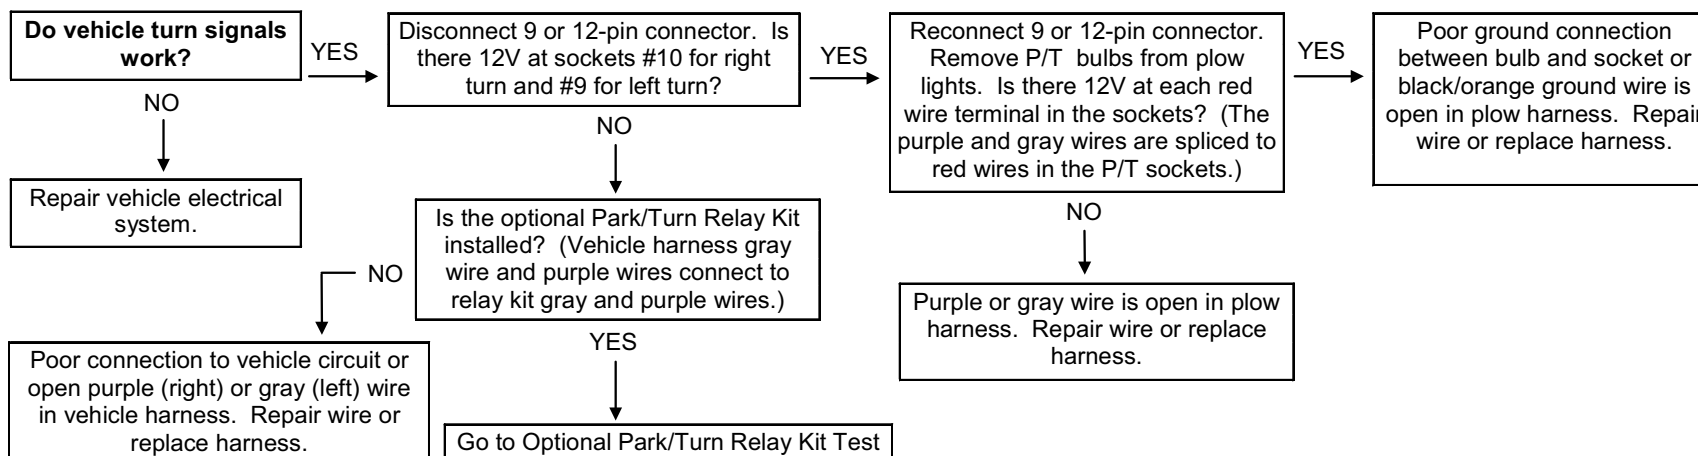 Do vehicle turn signals
work?
YES
NO
Repair vehicle electrical
system.
Disconnect 9 or 12-pin connector.  Is
there 12V at sockets #10 for right
turn and #9 for left turn?
YES
NO
Is the optional Park/Turn Relay Kit
installed?  (Vehicle harness gray
wire and purple wires connect to
relay kit gray and purple wires.)
NO
Poor connection to vehicle circuit or
open purple (right) or gray (left) wire
in vehicle harness.  Repair wire or
replace harness.
YES
Go to Optional Park/Turn Relay Kit Test
Reconnect 9 or 12-pin connector.
Remove P/T  bulbs from plow
lights.  Is there 12V at each red
wire terminal in the sockets?  (The
purple and gray wires are spliced to
red wires in the P/T sockets.)
YES
NO
Purple or gray wire is open in plow
harness.  Repair wire or replace
harness.
Poor ground connection
between bulb and socket or
black/orange ground wire is
open in plow harness.  Repair
wire or replace harness.